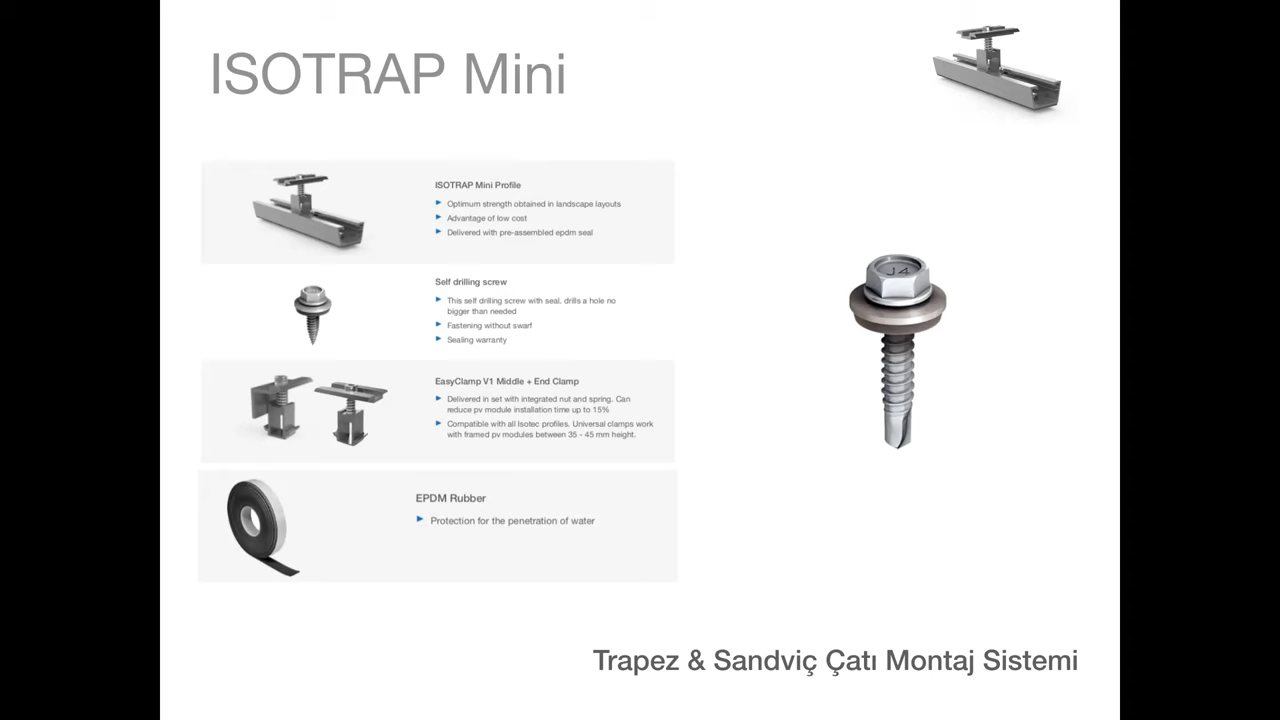 ISOTRAP Mini
ISOTRAP Mini Profile
Optimum strength obtained in landscape layouts
Advantage of low cost
Delivered with pre-assembled epdm seal
Self drilling screw
This self drilling screw with seal. drills a hole no
bigger than needed
Fastening without swarf
Sealing warranty
EasyClamp V1 Middle + End Clamp
Delivered in set with integrated nut and spring. Can
reduce pv module installation time up to 15%
Compatible with all Isotec profiles. Universal clamps work
with framed pv modules between 35 - 45 mm height.
EPDM Rubber
Protection for the penetration of water
J4
Trapez & Sandviç Çatı Montaj Sistemi